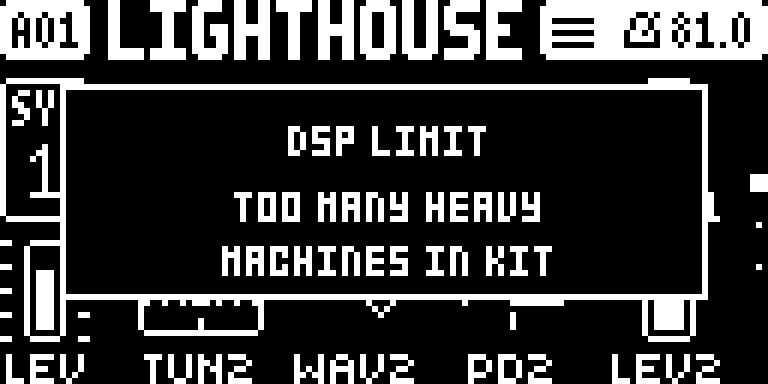 A01 LIGHTHOUSE 81.0
SY
1
DSP LIMIT
TOO MANY HEAVY
MACHINES IN KIT
LEV TUN2 WAV2 PD2 LEV2